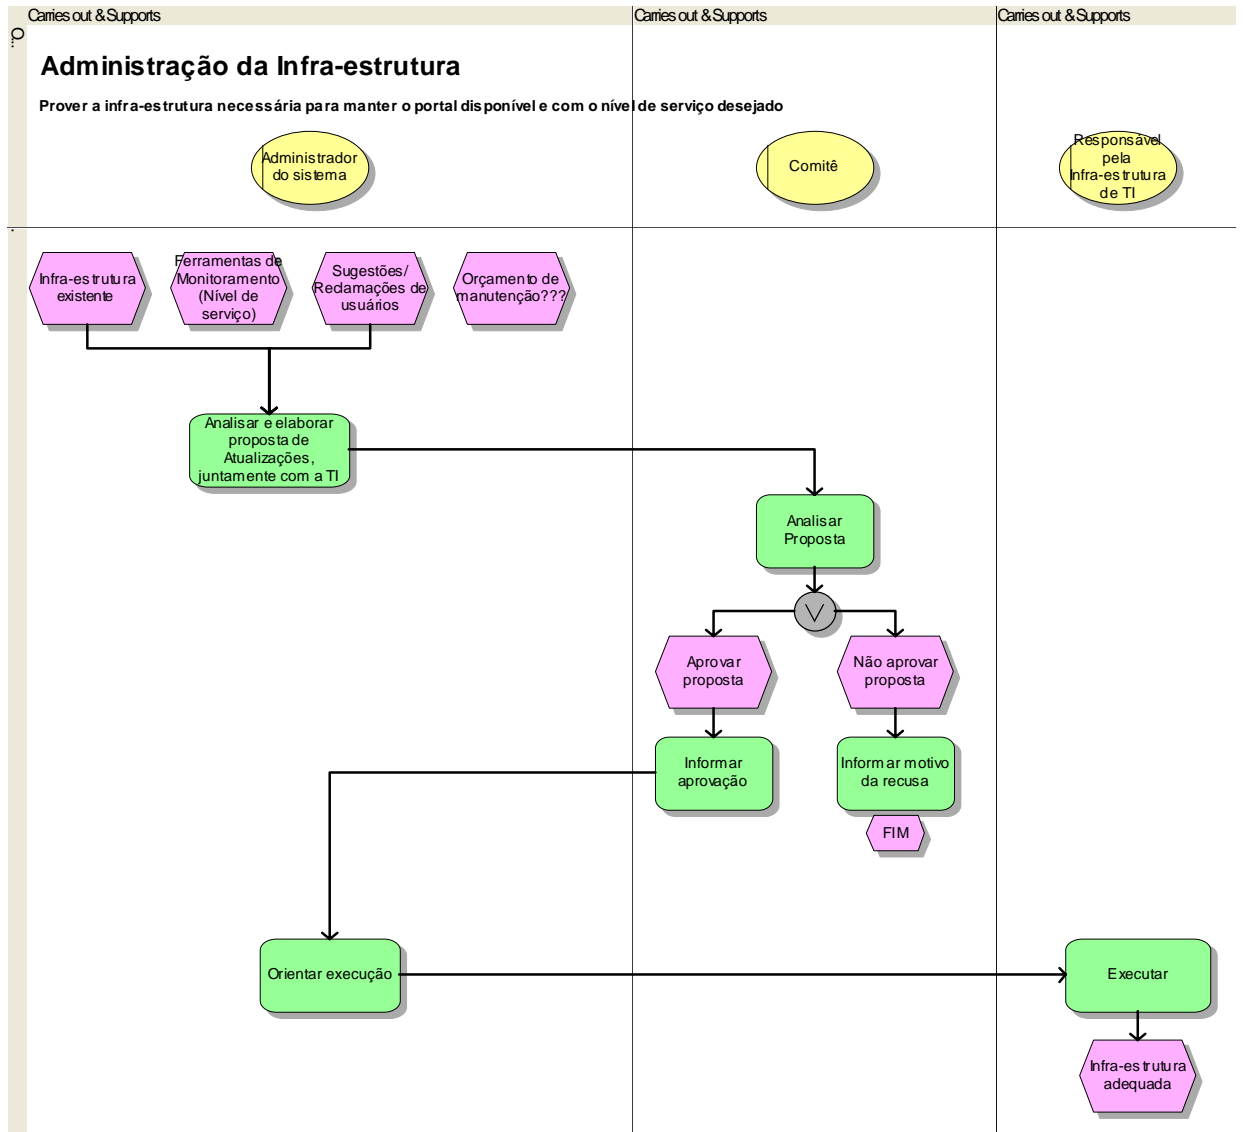 Carries out & Supports
Carries out & Supports
Carries out & Supports
O...
Administração da Infra-estrutura
Prover a infra-estrutura necessária para manter o portal disponível e com o nível de serviço desejado
Administrador
do sistema
Comitê
Responsável
pela
Infra-estrutura
de TI
Infra-estrutura
existente
Ferramentas de
Monitoramento
(Nível de
serviço)
Sugestões/
Reclamações de
usuários
Orçamento de
manutenção???
Analisar e elaborar
proposta de
Atualizações,
juntamente com a TI
Analisar
Proposta
Aprovar
proposta
Não aprovar
proposta
Informar
aprovação
Informar motivo
da recusa
FIM
Orientar execução
Executar
Infra-estrutura
adequada